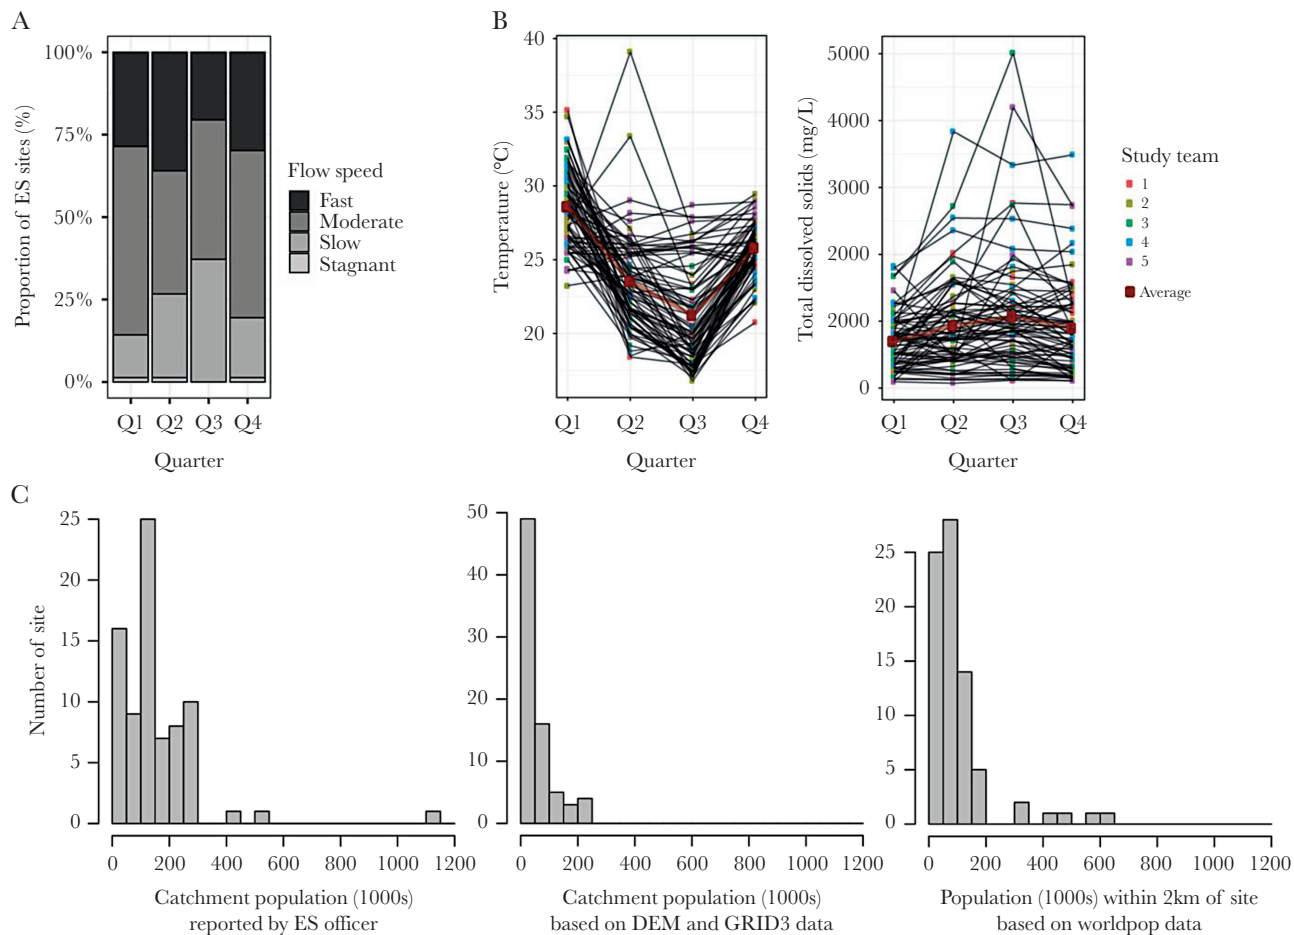 A
Proportion of ES sites (%)
100%
75%
50%
25%
0%
Q1 Q2 Q3 Q4
Quarter
Flow speed
Fast
Moderate
Slow
Stagnant
B
Temperature (°C)
40
35
30
25
20
Q1 Q2 Q3 Q4
Quarter
Total dissolved solids (mg/L)
5000
4000
3000
2000
2000
0
Q1 Q2 Q3 Q4
Quarter
Study team
1
2
3
4
5
Average
C
Number of site
25
20
15
10
5
0
0 200 400 600 800 1000 1200
Catchment population (1000s)
reported by ES officer
50
40
30
20
10
0
0 200 400 600 800 1000 1200
Catchment population (1000s)
based on DEM and GRID3 data
25
20
15
10
5
0
0 200 400 600 800 1000 1200
Population (1000s) within 2km of site
based on worldpop data